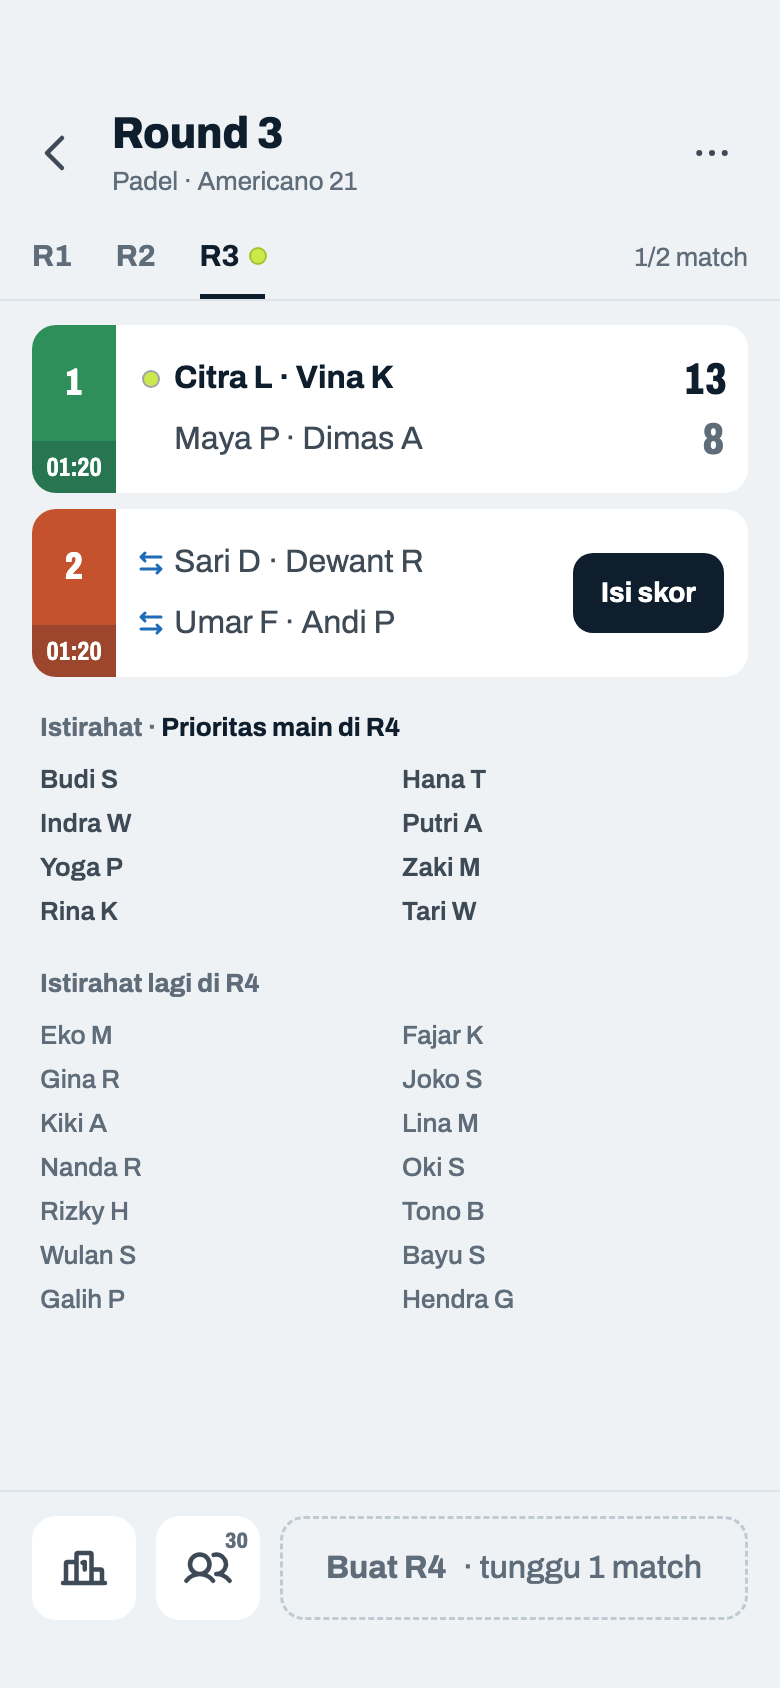 Round 3
Padel · Americano 21
R1 R2 R3 1/2 match
1 Citra L · Vina K 13
Maya P · Dimas A 8
01:20
2 Sari D · Dewant R
Umar F · Andi P
Isi skor
01:20
Istirahat · Prioritas main di R4
Budi S Hana T
Indra W Putri A
Yoga P Zaki M
Rina K Tari W
Istirahat lagi di R4
Eko M Fajar K
Gina R Joko S
Kiki A Lina M
Nanda R Oki S
Rizky H Tono B
Wulan S Bayu S
Galih P Hendra G
1
30
Buat R4 · tunggu 1 match